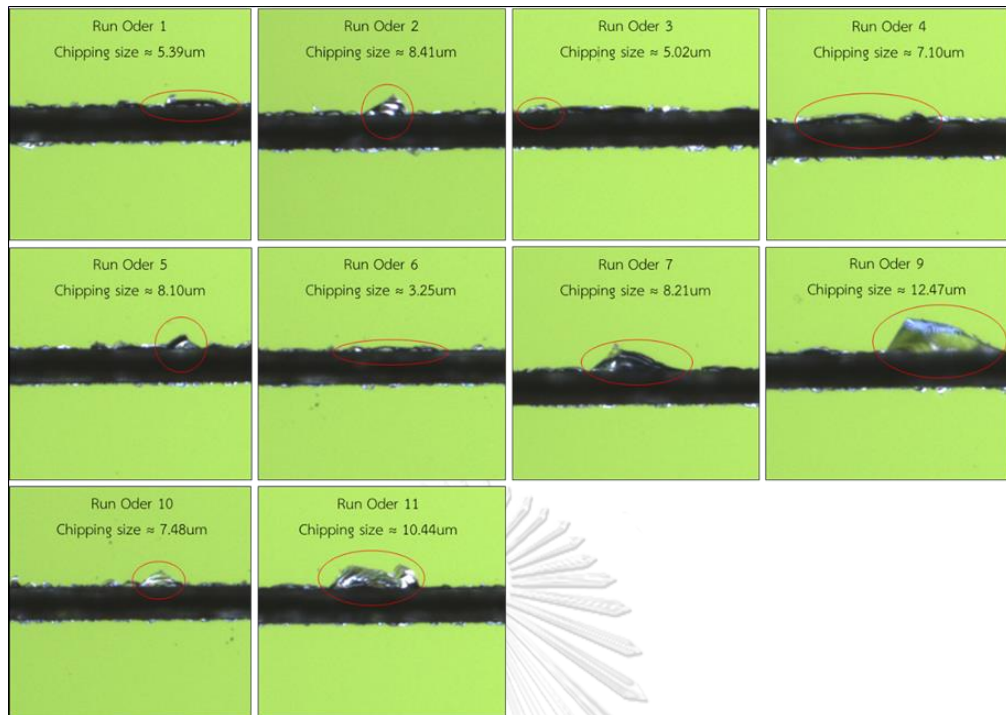 Run Oder 1
Chipping size ≈ 5.39um
Run Oder 2
Chipping size ≈ 8.41um
Run Oder 3
Chipping size ≈ 5.02um
Run Oder 4
Chipping size ≈ 7.10um
Run Oder 5
Chipping size ≈ 8.10um
Run Oder 6
Chipping size ≈ 3.25um
Run Oder 7
Chipping size ≈ 8.21um
Run Oder 9
Chipping size ≈ 12.47um
Run Oder 10
Chipping size ≈ 7.48um
Run Oder 11
Chipping size ≈ 10.44um